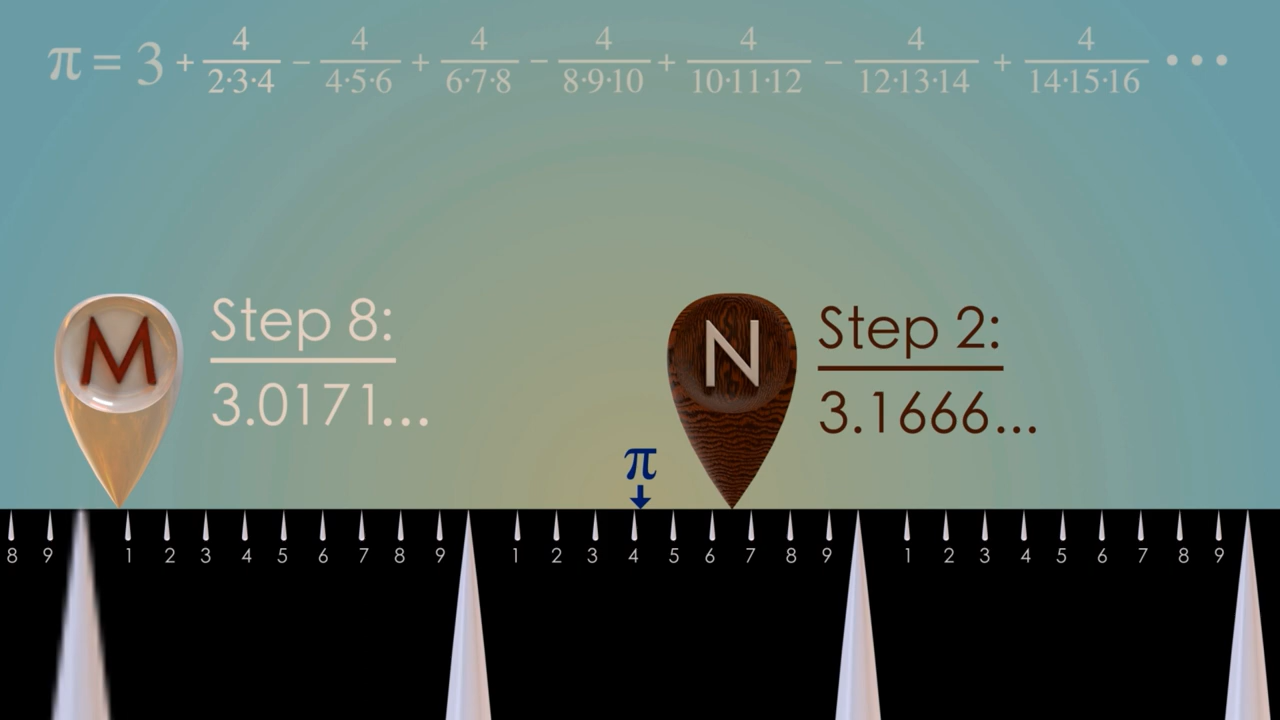 π = 3 + 4/(2·3·4) − 4/(4·5·6) + 4/(6·7·8) − 4/(8·9·10) + 4/(10·11·12) − 4/(12·13·14) + 4/(14·15·16) •••
M
Step 8:
3.0171...
N
Step 2:
3.1666...
π
8 9 1 2 3 4 5 6 7 8 9 1 2 3 4 5 6 7 8 9 1 2 3 4 5 6 7 8 9